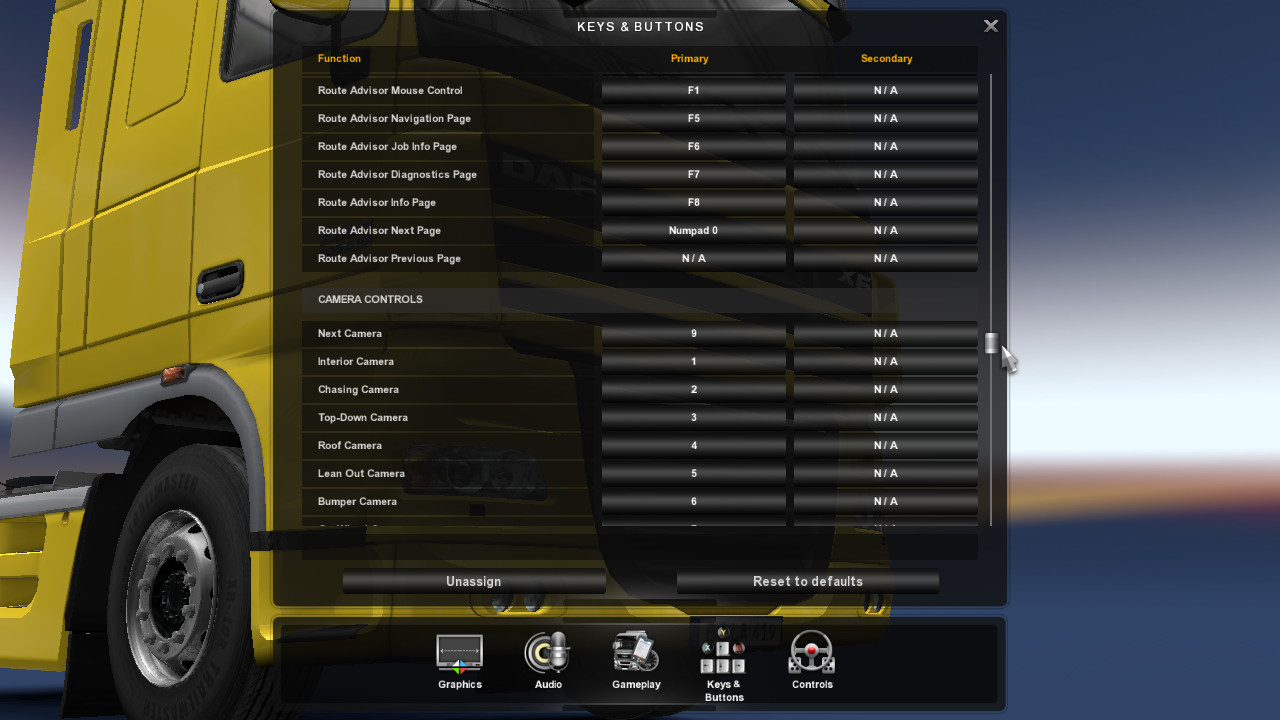 KEYS & BUTTONS
Function Primary Secondary
Route Advisor Mouse Control F1 N / A
Route Advisor Navigation Page F5 N / A
Route Advisor Job Info Page F6 N / A
Route Advisor Diagnostics Page F7 N / A
Route Advisor Info Page F8 N / A
Route Advisor Next Page Numpad 0 N / A
Route Advisor Previous Page N / A N / A
CAMERA CONTROLS
Next Camera 9 N / A
Interior Camera 1 N / A
Chasing Camera 2 N / A
Top-Down Camera 3 N / A
Roof Camera 4 N / A
Lean Out Camera 5 N / A
Bumper Camera 6 N / A
Unassign Reset to defaults
Graphics Audio Gameplay Keys & Buttons Controls
DAF
XF